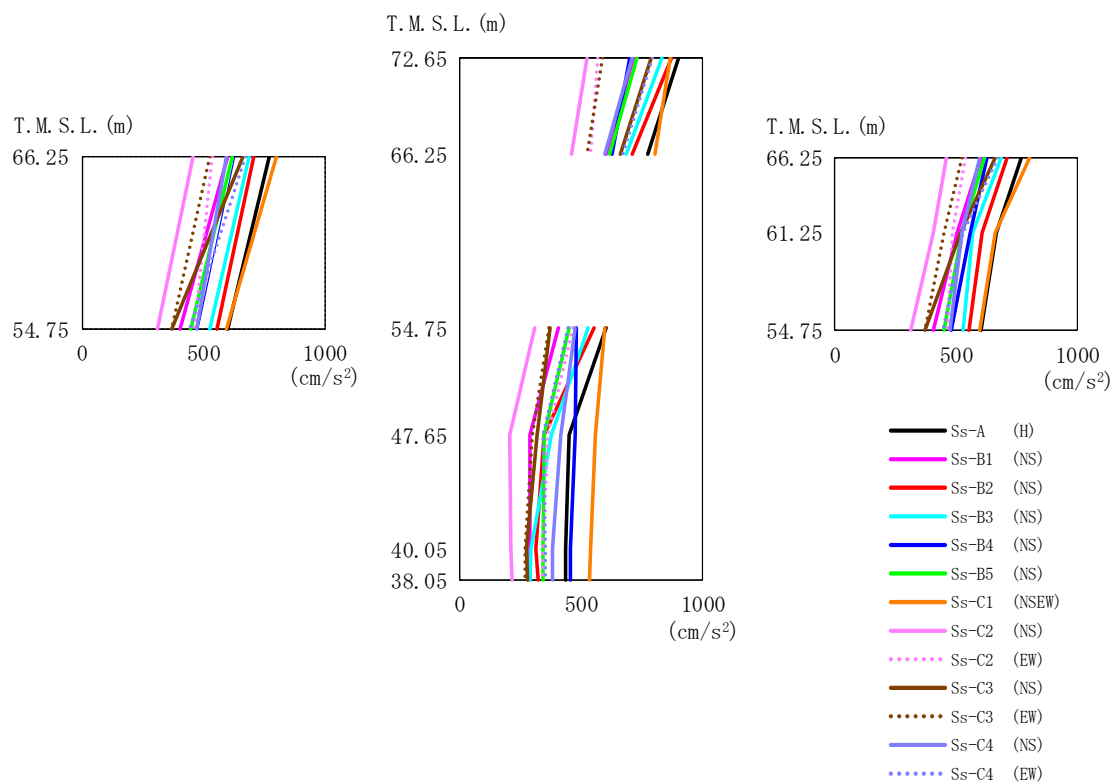 T.M.S.L.(m)
72.65
66.25
54.75
47.65
40.05
38.05
0 500 1000
(cm/s²)
T.M.S.L.(m)
66.25
54.75
0 500 1000
(cm/s²)
T.M.S.L.(m)
66.25
61.25
54.75
0 500 1000
(cm/s²)
Ss-A (H)
Ss-B1 (NS)
Ss-B2 (NS)
Ss-B3 (NS)
Ss-B4 (NS)
Ss-B5 (NS)
Ss-C1 (NSEW)
Ss-C2 (NS)
Ss-C2 (EW)
Ss-C3 (NS)
Ss-C3 (EW)
Ss-C4 (NS)
Ss-C4 (EW)